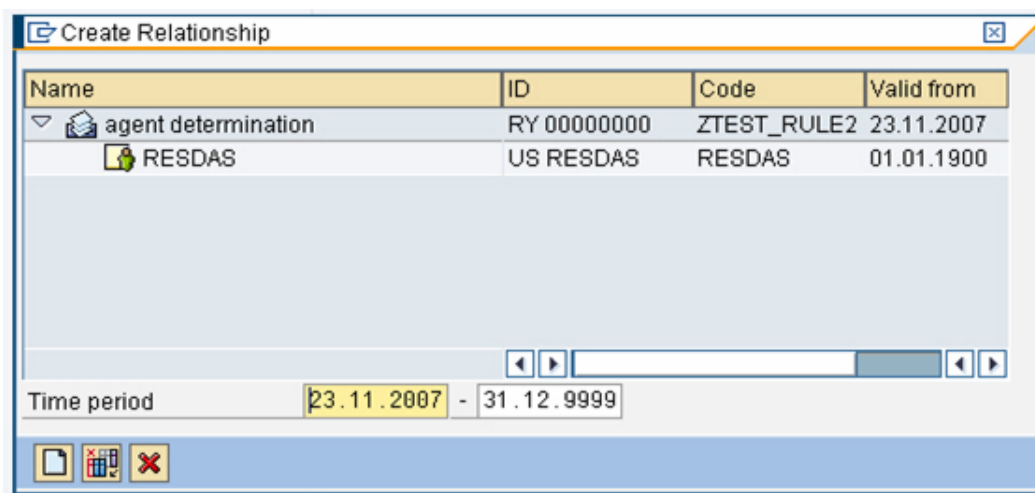 Create Relationship
Name ID Code Valid from
agent determination RY 00000000 ZTEST_RULE2 23.11.2007
RESDAS US RESDAS RESDAS 01.01.1900
Time period 23.11.2007 - 31.12.9999